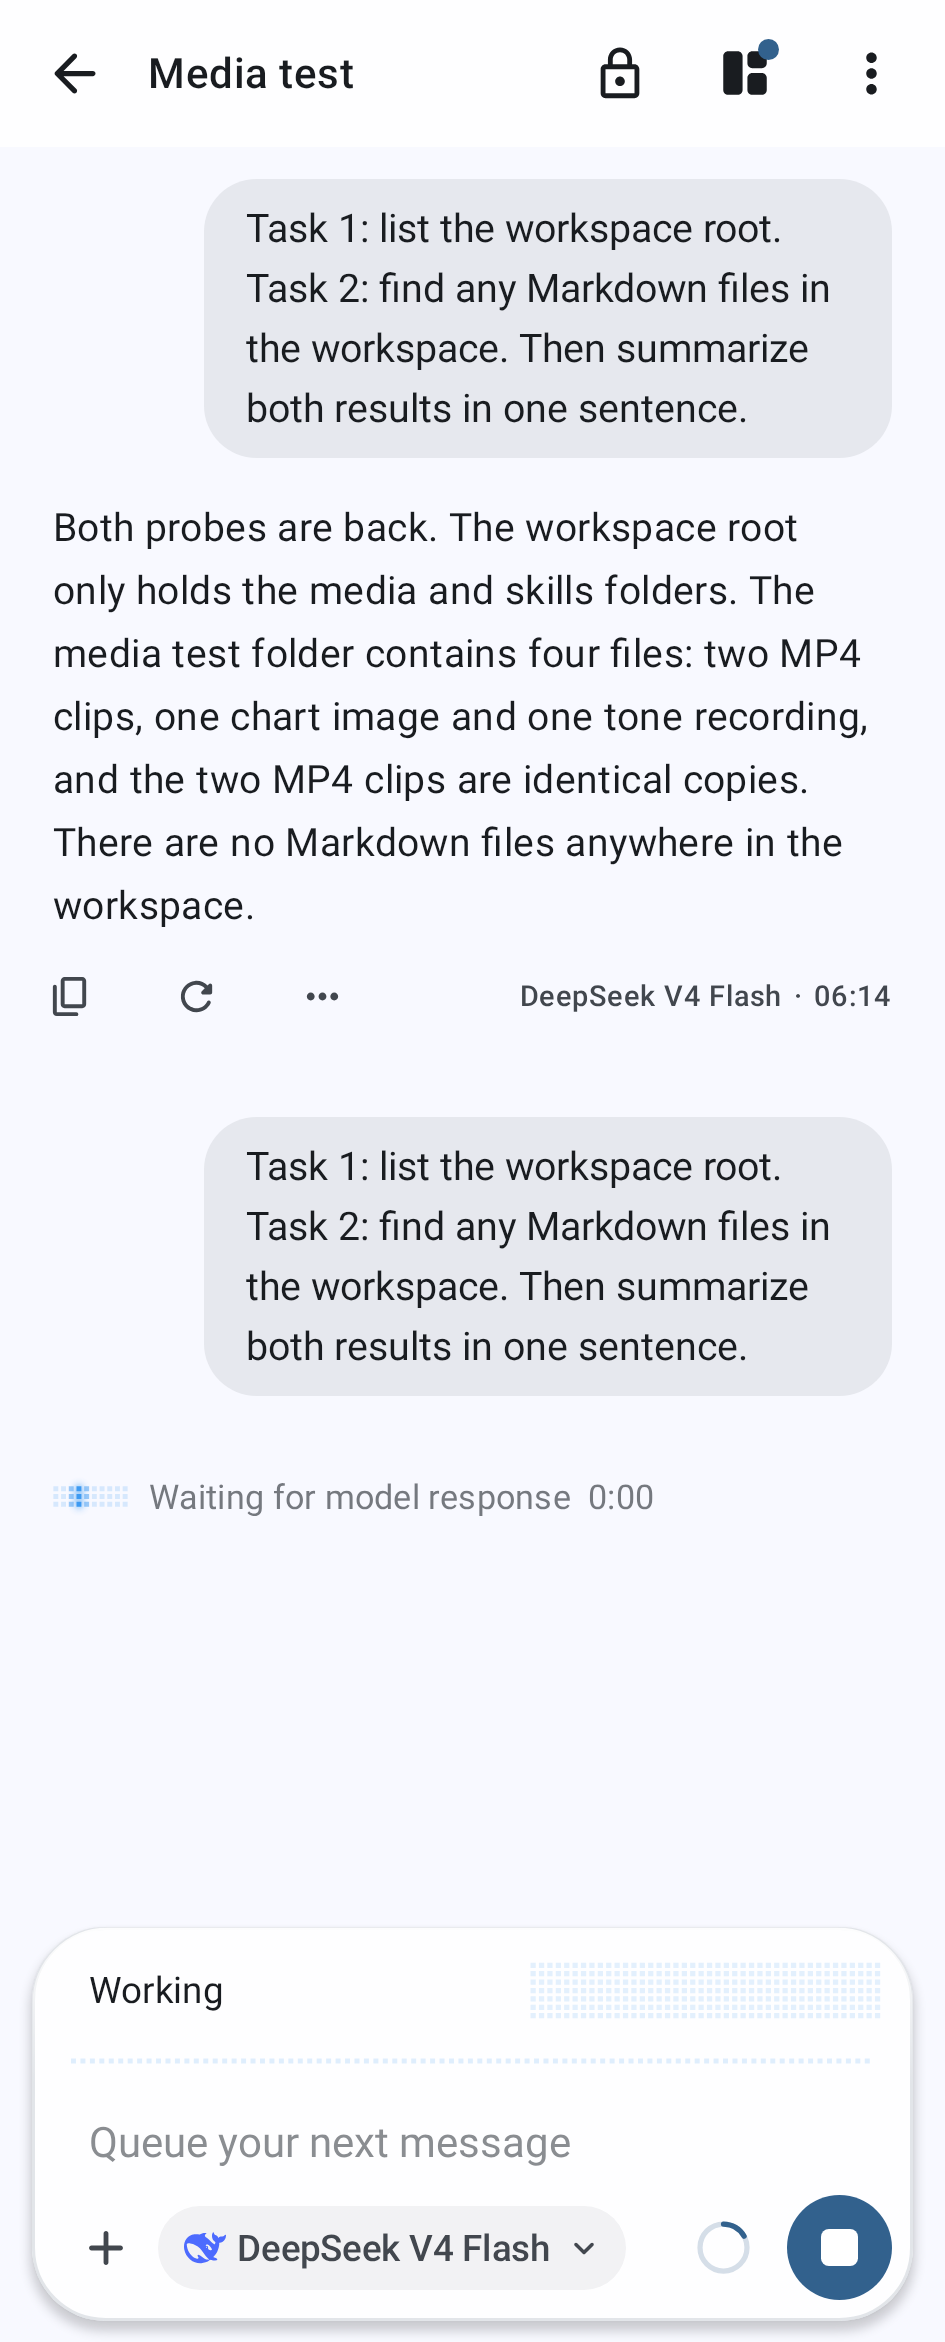 Media test
Task 1: list the workspace root.
Task 2: find any Markdown files in
the workspace. Then summarize
both results in one sentence.
Both probes are back. The workspace root
only holds the media and skills folders. The
media test folder contains four files: two MP4
clips, one chart image and one tone recording,
and the two MP4 clips are identical copies.
There are no Markdown files anywhere in the
workspace.
DeepSeek V4 Flash · 06:14
Task 1: list the workspace root.
Task 2: find any Markdown files in
the workspace. Then summarize
both results in one sentence.
Waiting for model response 0:00
Working
Queue your next message
DeepSeek V4 Flash